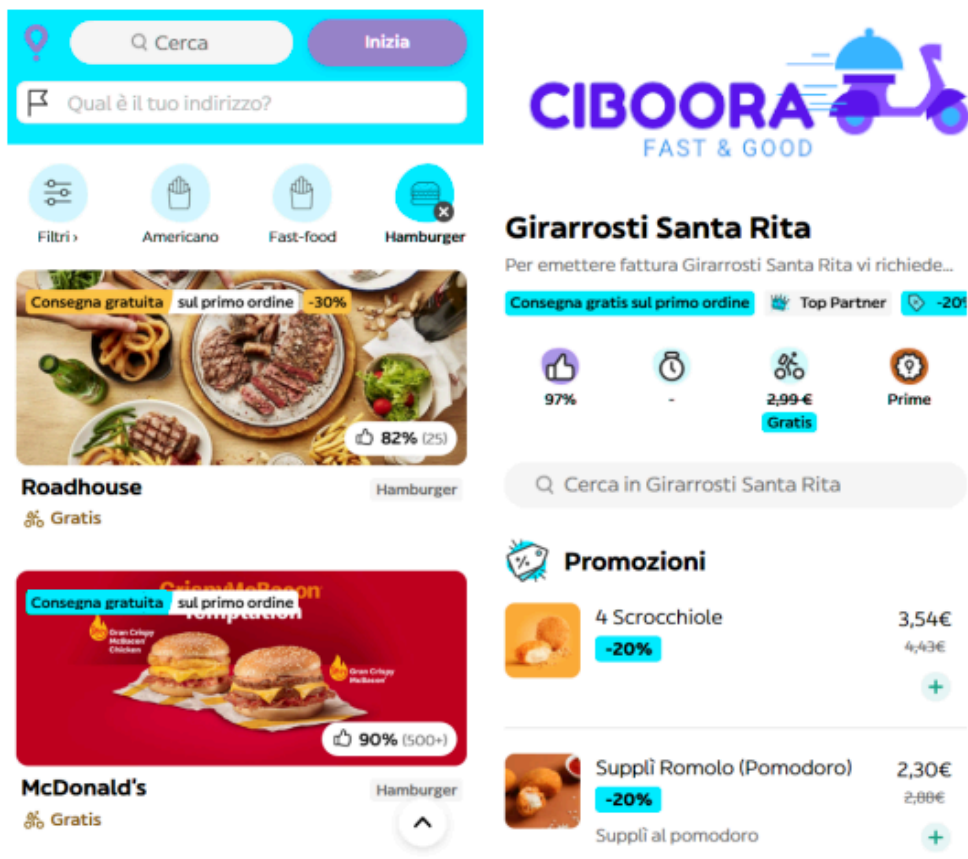 Cerca
Inizia
Qual è il tuo indirizzo?
Filtri ›
Americano
Fast-food
Hamburger
Consegna gratuita sul primo ordine -30%
82% (25)
Roadhouse
Hamburger
Gratis
CrispyMcBacon
Temptation
Consegna gratuita sul primo ordine
Gran Crispy
McBacon
Chicken
Gran Crispy
McBacon
90% (500+)
McDonald's
Hamburger
Gratis
CIBOORA
FAST & GOOD
Girarrosti Santa Rita
Per emettere fattura Girarrosti Santa Rita vi richiede...
Consegna gratis sul primo ordine
Top Partner
-20%
97%
-
2,99 €
Gratis
Prime
Cerca in Girarrosti Santa Rita
Promozioni
4 Scrocchiole
3,54€
-20%
4,43€
Supplì Romolo (Pomodoro)
2,30€
-20%
2,88€
Supplì al pomodoro